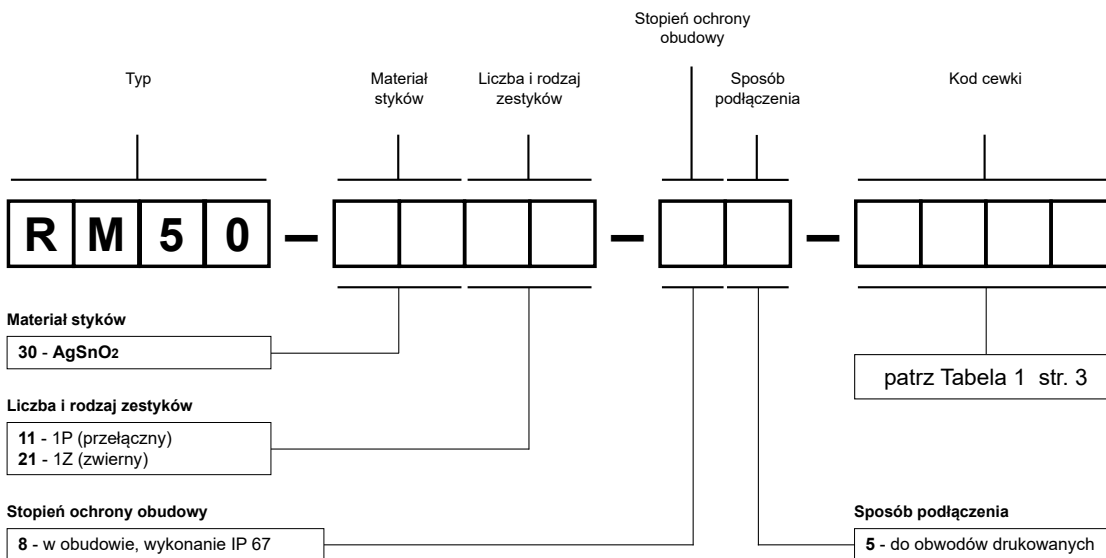 Stopień ochrony
obudowy
Typ
Materiał
styków
Liczba i rodzaj
zestyków
Sposób
podłączenia
Kod cewki
R M 5 0 – – –
Materiał styków
30 - AgSnO2
patrz Tabela 1 str. 3
Liczba i rodzaj zestyków
11 - 1P (przełączny)
21 - 1Z (zwierny)
Stopień ochrony obudowy
8 - w obudowie, wykonanie IP 67
Sposób podłączenia
5 - do obwodów drukowanych